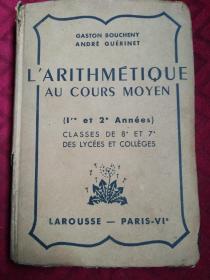 GASTON BOUCHENY
ANDRÉ GUÉRINET
L'ARITHMÉTIQUE
AU COURS MOYEN
(1re et 2e Années)
CLASSES DE 8e ET 7e
DES LYCÉES ET COLLÈGES
LAROUSSE – PARIS-VIe